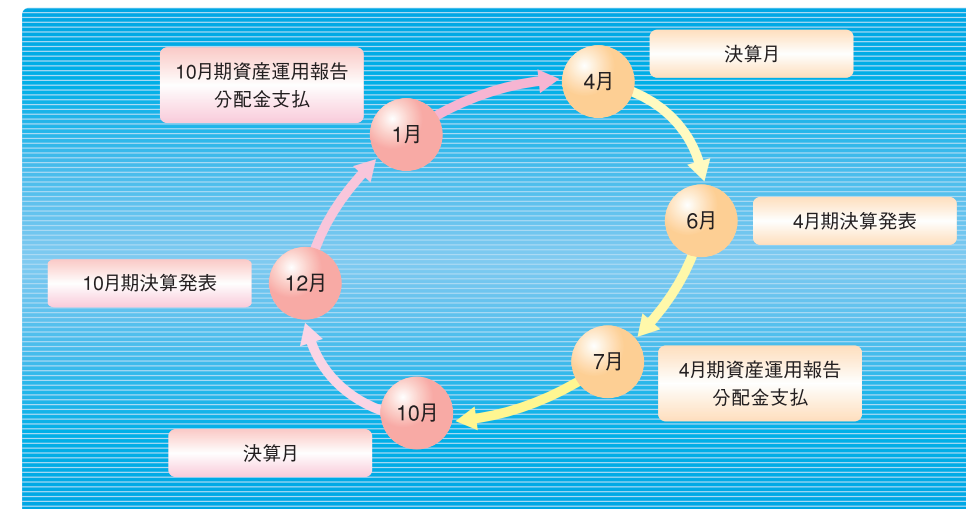 決算月
4月
10月期資産運用報告
分配金支払
1月
6月
4月期決算発表
10月期決算発表
12月
7月
4月期資産運用報告
分配金支払
10月
決算月